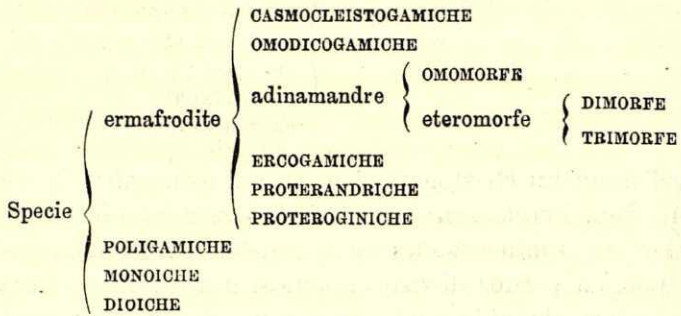 CASMOCLEISTOGAMICHE
OMODICOGAMICHE
adinamandre
OMOMORFE
eteromorfe
DIMORFE
TRIMORFE
ermafrodite
ERCOGAMICHE
PROTERANDRICHE
PROTEROGINICHE
Specie
POLIGAMICHE
MONOICHE
DIOICHE